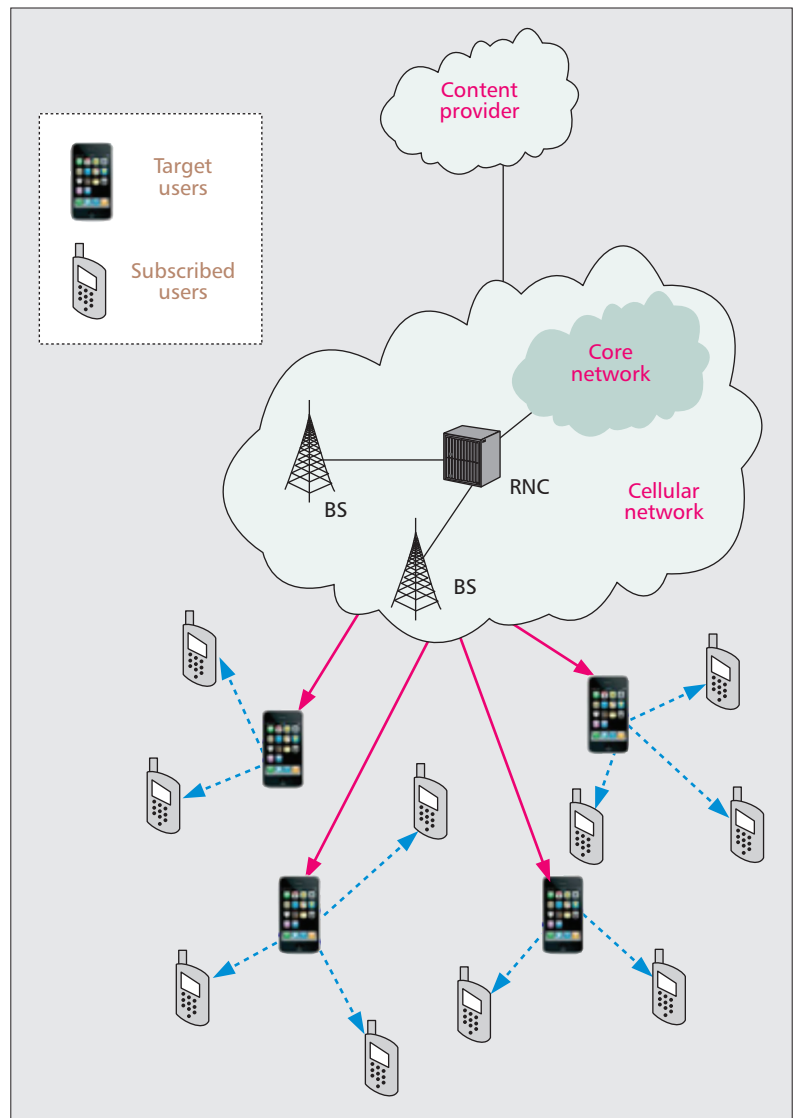 Content
provider
Target
users
Subscribed
users
Core
network
BS
RNC
Cellular
network
BS